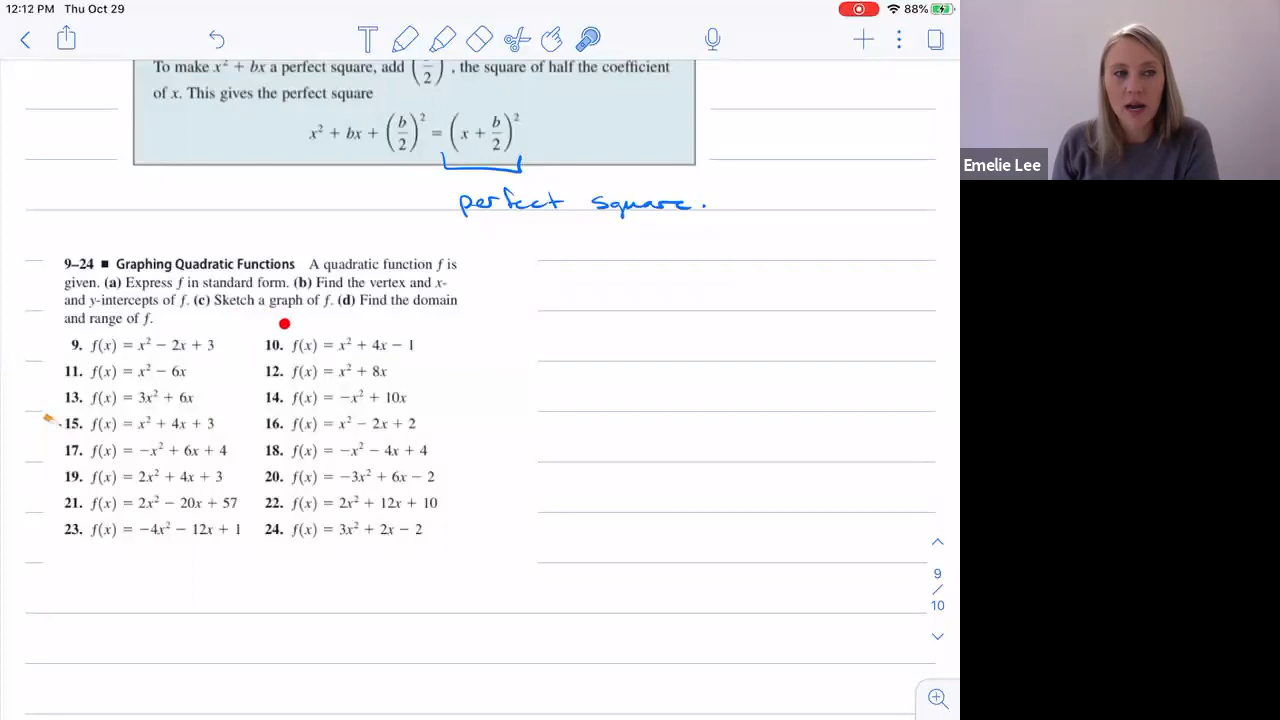 12:12 PM Thu Oct 29 88%
To make x² + bx a perfect square, add (b/2)², the square of half the coefficient
of x. This gives the perfect square
x² + bx + (b/2)² = (x + b/2)²
perfect square.
9–24 ■ Graphing Quadratic Functions A quadratic function f is
given. (a) Express f in standard form. (b) Find the vertex and x-
and y-intercepts of f. (c) Sketch a graph of f. (d) Find the domain
and range of f.
9. f(x) = x² − 2x + 3 10. f(x) = x² + 4x − 1
11. f(x) = x² − 6x 12. f(x) = x² + 8x
13. f(x) = 3x² + 6x 14. f(x) = −x² + 10x
15. f(x) = x² + 4x + 3 16. f(x) = x² − 2x + 2
17. f(x) = −x² + 6x + 4 18. f(x) = −x² − 4x + 4
19. f(x) = 2x² + 4x + 3 20. f(x) = −3x² + 6x − 2
21. f(x) = 2x² − 20x + 57 22. f(x) = 2x² + 12x + 10
23. f(x) = −4x² − 12x + 1 24. f(x) = 3x² + 2x − 2
9
/
10
Emelie Lee